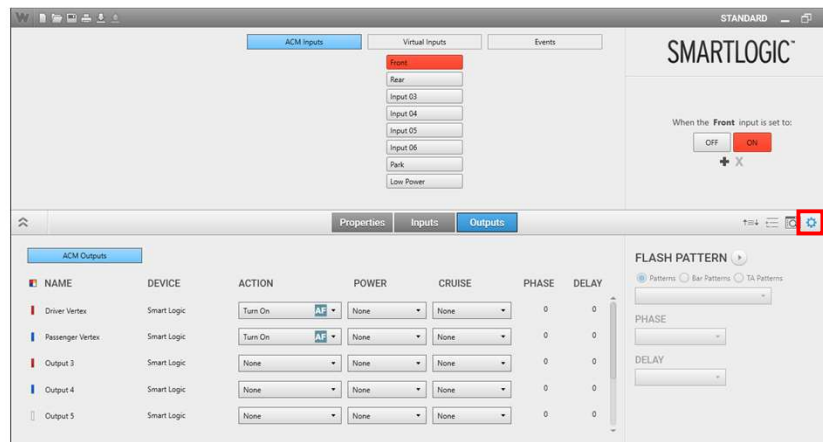 W
STANDARD
ACM Inputs
Virtual Inputs
Events
Front
Rear
Input 03
Input 04
Input 05
Input 06
Park
Low Power
SMARTLOGIC™
When the Front input is set to:
OFF ON
X
Properties Inputs Outputs
ACM Outputs
NAME DEVICE ACTION POWER CRUISE PHASE DELAY
Driver Vertex Smart Logic Turn On AF None None 0 0
Passenger Vertex Smart Logic Turn On AF None None 0 0
Output 3 Smart Logic None None None 0 0
Output 4 Smart Logic None None None 0 0
Output 5 Smart Logic None None None 0 0
FLASH PATTERN
Patterns Bar Patterns TA Patterns
PHASE
DELAY